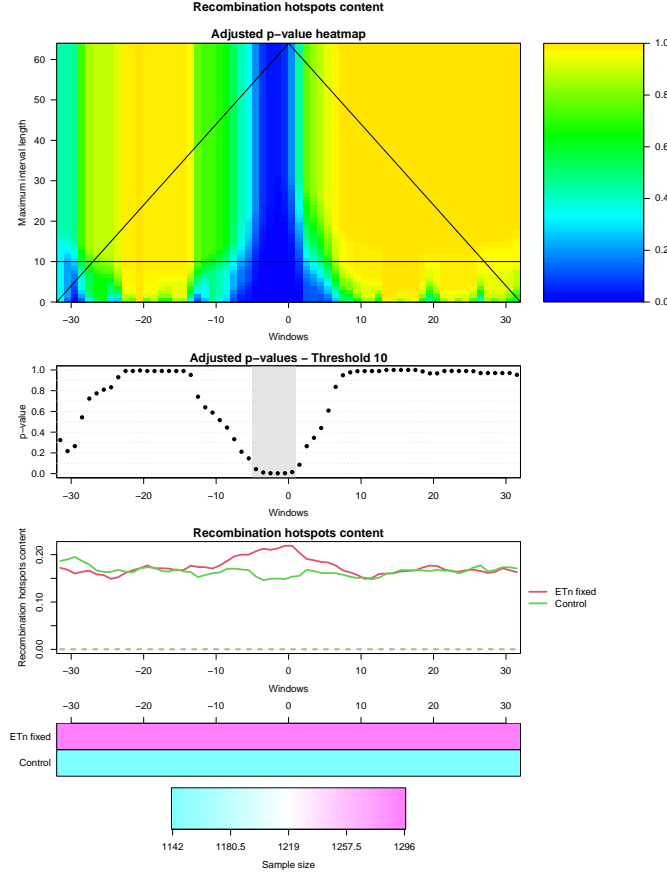 Recombination hotspots content
Adjusted p−value heatmap
Maximum interval length
60
50
40
30
20
10
0
−30 −20 −10 0 10 20 30
Windows
1.0
0.8
0.6
0.4
0.2
0.0
Adjusted p−values − Threshold 10
p−value
1.0
0.8
0.6
0.4
0.2
0.0
−30 −20 −10 0 10 20 30
Windows
Recombination hotspots content
Recombination hotspots content
0.20
0.10
0.00
ETn fixed
Control
−30 −20 −10 0 10 20 30
Windows
−30 −20 −10 0 10 20 30
ETn fixed
Control
1142 1180.5 1219 1257.5 1296
Sample size